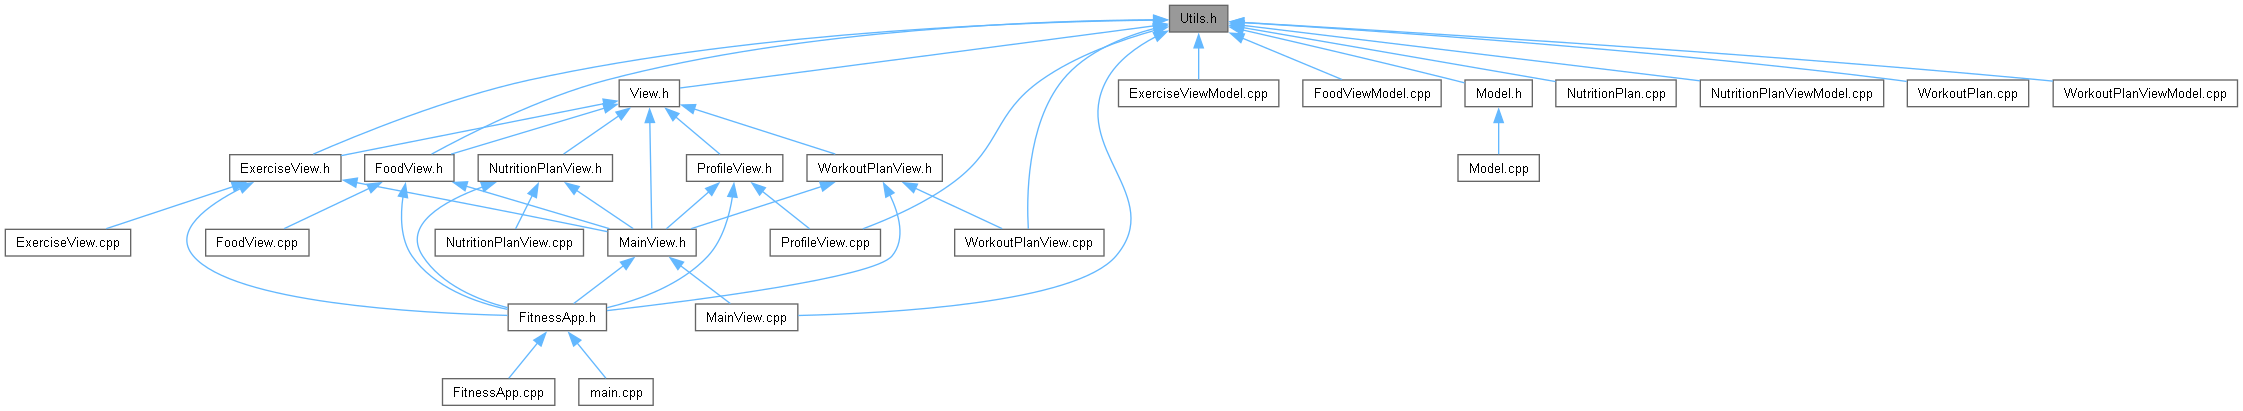 Utils.h
View.h
ExerciseViewModel.cpp
FoodViewModel.cpp
Model.h
NutritionPlan.cpp
NutritionPlanViewModel.cpp
WorkoutPlan.cpp
WorkoutPlanViewModel.cpp
ExerciseView.h
FoodView.h
NutritionPlanView.h
ProfileView.h
WorkoutPlanView.h
Model.cpp
ExerciseView.cpp
FoodView.cpp
NutritionPlanView.cpp
MainView.h
ProfileView.cpp
WorkoutPlanView.cpp
FitnessApp.h
MainView.cpp
FitnessApp.cpp
main.cpp